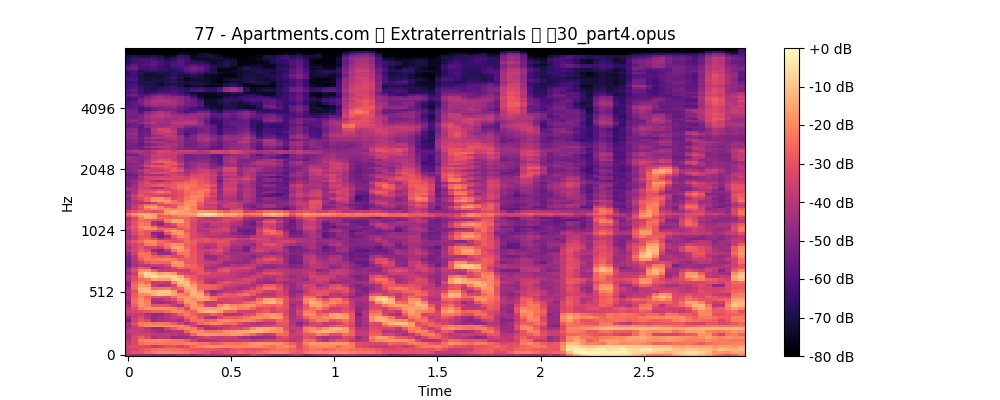 77 - Apartments.com  Extraterrentrials  30_part4.opus
+0 dB
4096
-10 dB
-20 dB
2048
-30 dB
Hz
1024
-40 dB
-50 dB
512
-60 dB
-70 dB
0
-80 dB
0
0.5
1
1.5
2
2.5
Time